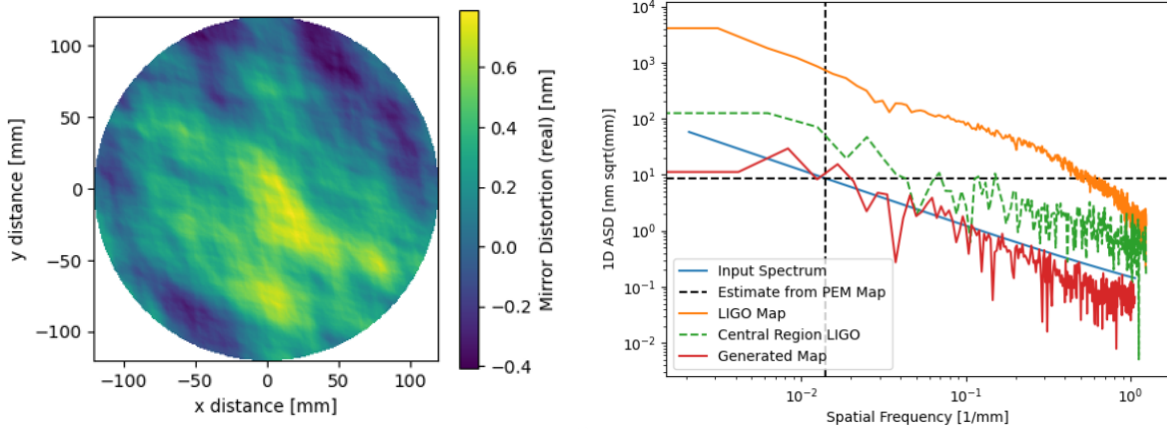 100
50
0
−50
−100
y distance [mm]
−100 −50 0 50 100
x distance [mm]
0.6
0.4
0.2
0.0
−0.2
−0.4
Mirror Distortion (real) [nm]
10⁴
10³
10²
10¹
10⁰
10⁻¹
10⁻²
1D ASD [nm sqrt(mm)]
Input Spectrum
Estimate from PEM Map
LIGO Map
Central Region LIGO
Generated Map
10⁻² 10⁻¹ 10⁰
Spatial Frequency [1/mm]